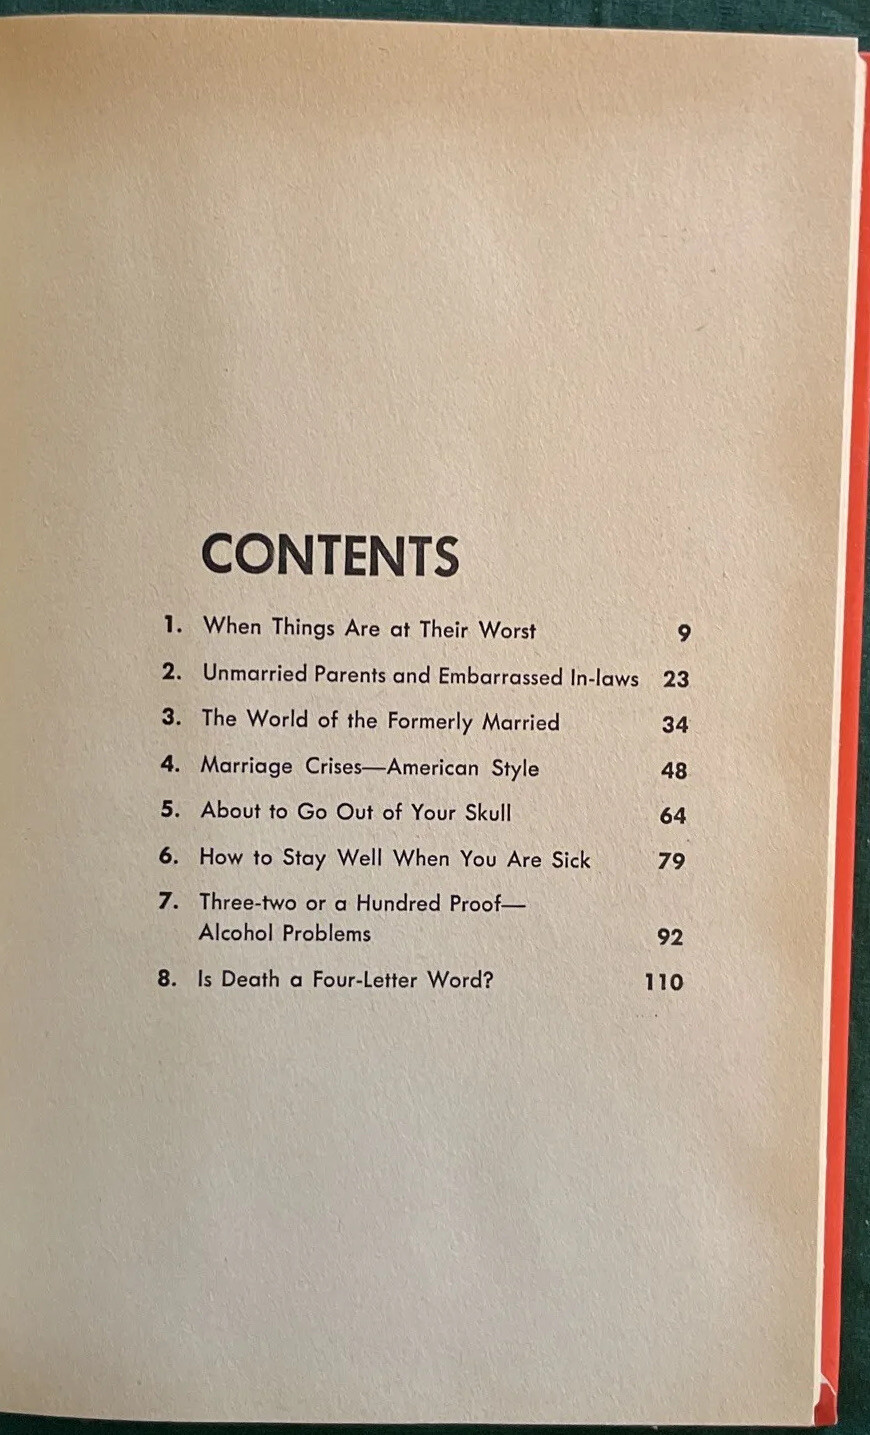 CONTENTS
1. When Things Are at Their Worst 9
2. Unmarried Parents and Embarrassed In-laws 23
3. The World of the Formerly Married 34
4. Marriage Crises—American Style 48
5. About to Go Out of Your Skull 64
6. How to Stay Well When You Are Sick 79
7. Three-two or a Hundred Proof—
Alcohol Problems 92
8. Is Death a Four-Letter Word? 110